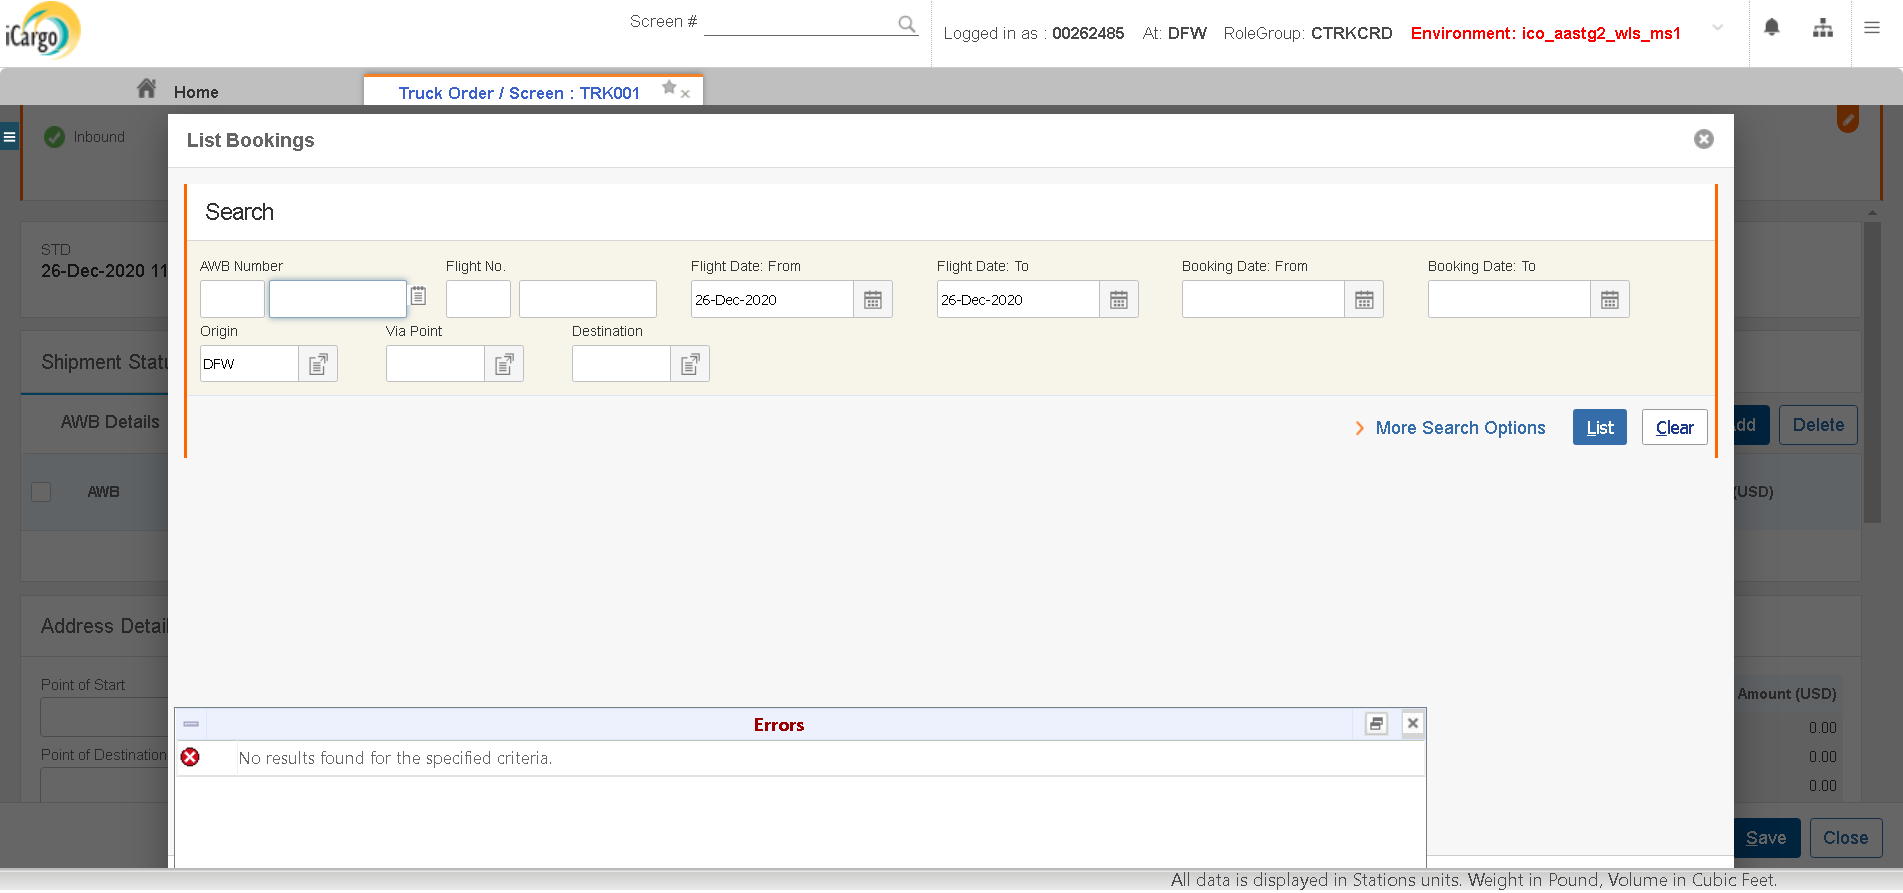 iCargo
Screen #
Logged in as : 00262485 At: DFW RoleGroup: CTRKCRD Environment: ico_aastg2_wls_ms1
Home
Truck Order / Screen : TRK001
Inbound
List Bookings
Search
STD
26-Dec-2020 11
AWB Number Flight No. Flight Date: From Flight Date: To Booking Date: From Booking Date: To
26-Dec-2020 26-Dec-2020
Origin Via Point Destination
DFW
Shipment Statu
AWB Details
More Search Options List Clear
dd Delete
AWB
(USD)
Address Detail
Point of Start
Amount (USD)
Errors
0.00
Point of Destination
No results found for the specified criteria.
0.00
0.00
Save Close
All data is displayed in Stations units. Weight in Pound, Volume in Cubic Feet.